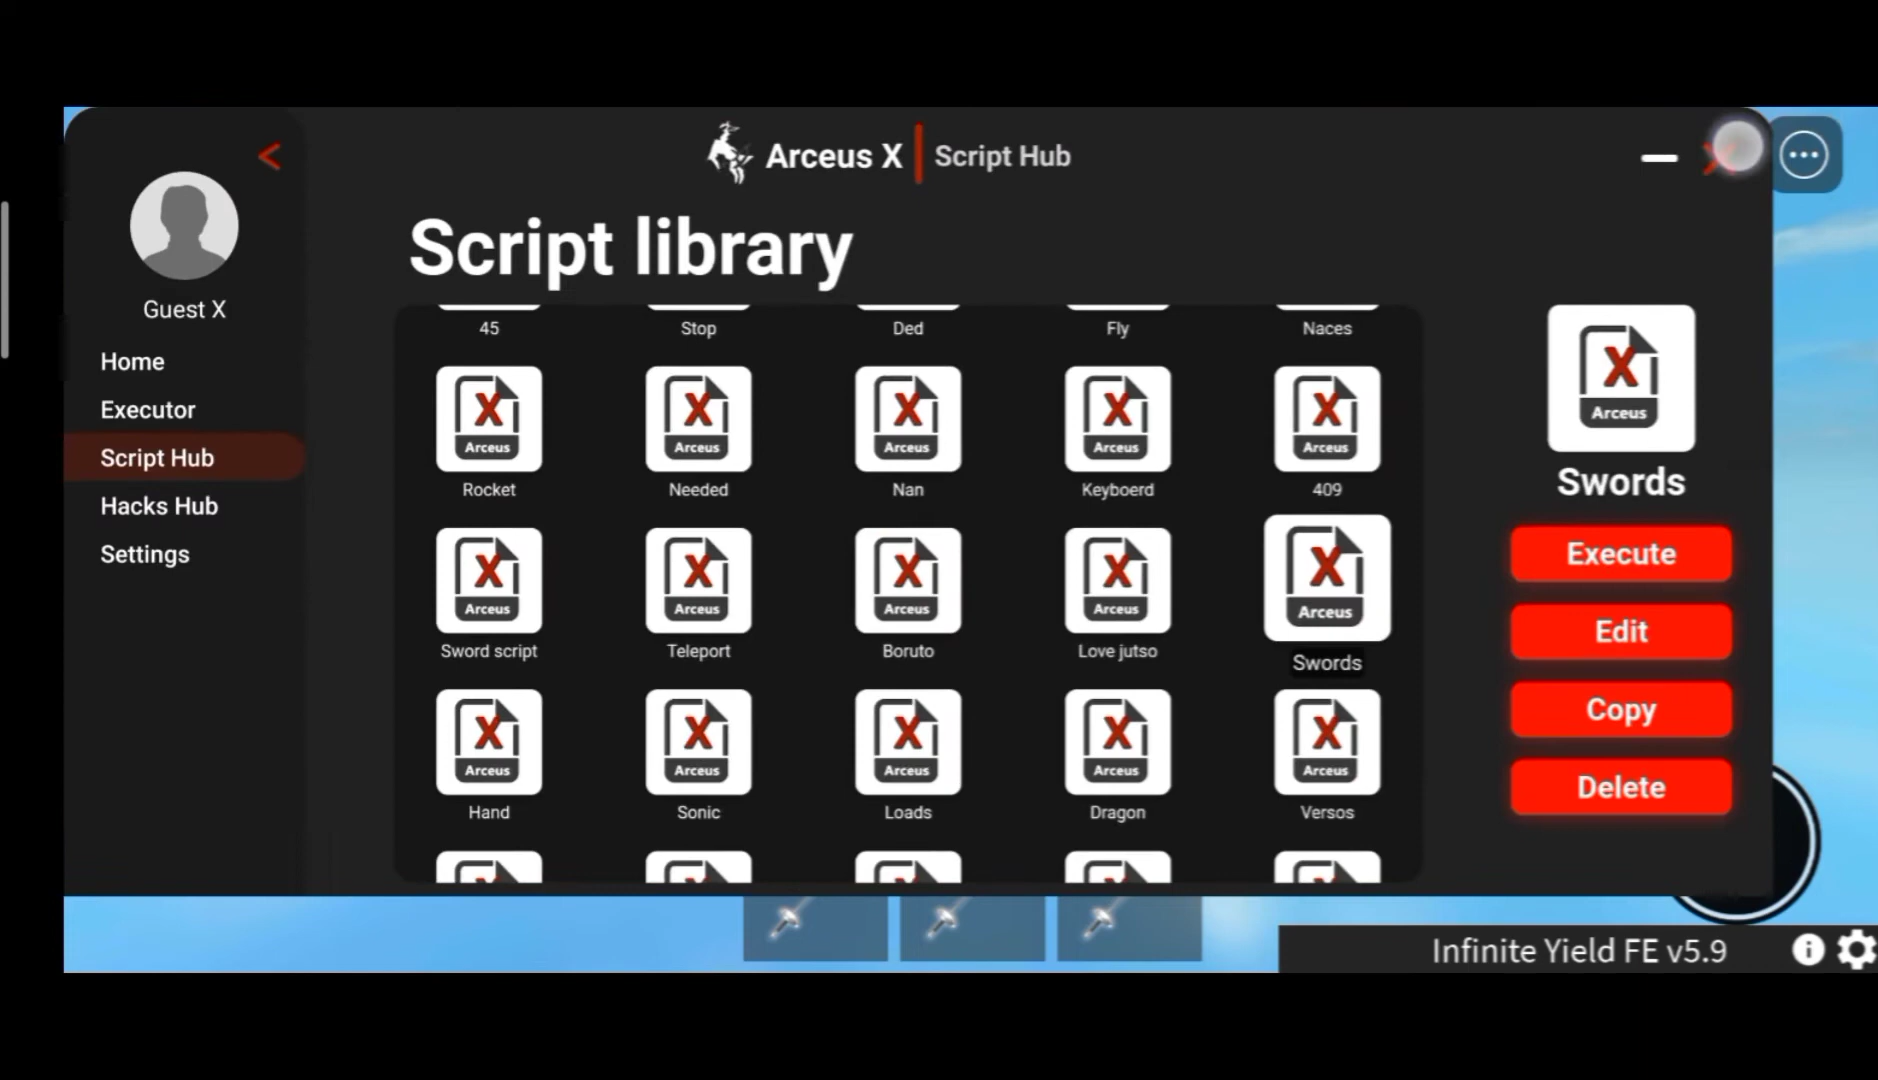 Arceus X Script Hub
<
Script library
Guest X
Home
Executor
Script Hub
Hacks Hub
Settings
45 Stop Ded Fly Naces
X X X X X
Arceus Arceus Arceus Arceus Arceus
Rocket Needed Nan Keyboerd 409
X X X X X
Arceus Arceus Arceus Arceus Arceus
Sword script Teleport Boruto Love jutso Swords
X X X X X
Arceus Arceus Arceus Arceus Arceus
Hand Sonic Loads Dragon Versos
X
Arceus
Swords
Execute
Edit
Copy
Delete
Infinite Yield FE v5.9